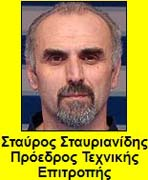 Σταύρος Σταυριανίδης
Πρόεδρος Τεχνικής
Επιτροπής